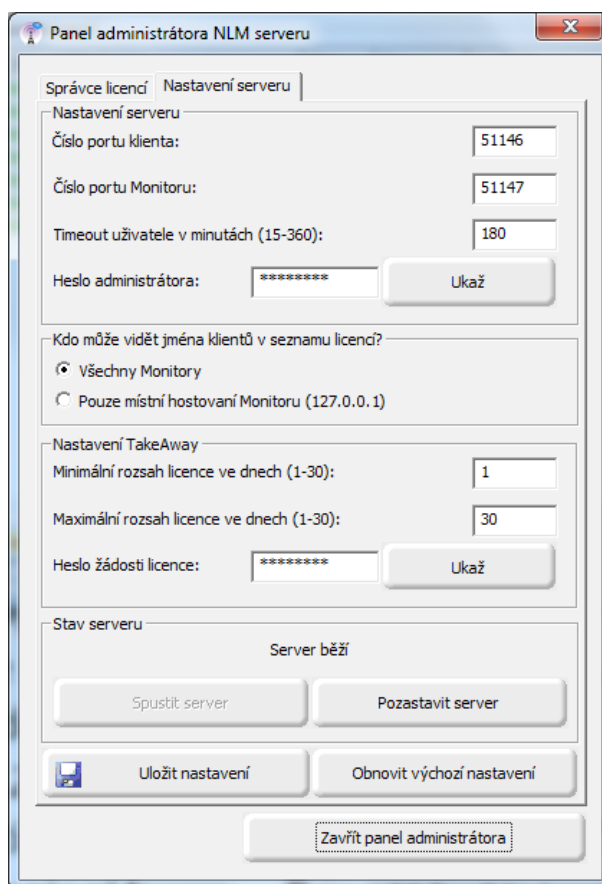 Panel administrátora NLM serveru
Správce licencí
Nastavení serveru
Nastavení serveru
Číslo portu klienta:
51146
Číslo portu Monitoru:
51147
Timeout uživatele v minutách (15-360):
180
Heslo administrátora:
********
Ukaž
Kdo může vidět jména klientů v seznamu licencí?
Všechny Monitory
Pouze místní hostovaní Monitoru (127.0.0.1)
Nastavení TakeAway
Minimální rozsah licence ve dnech (1-30):
1
Maximální rozsah licence ve dnech (1-30):
30
Heslo žádosti licence:
********
Ukaž
Stav serveru
Server běží
Spustit server
Pozastavit server
Uložit nastavení
Obnovit výchozí nastavení
Zavřít panel administrátora